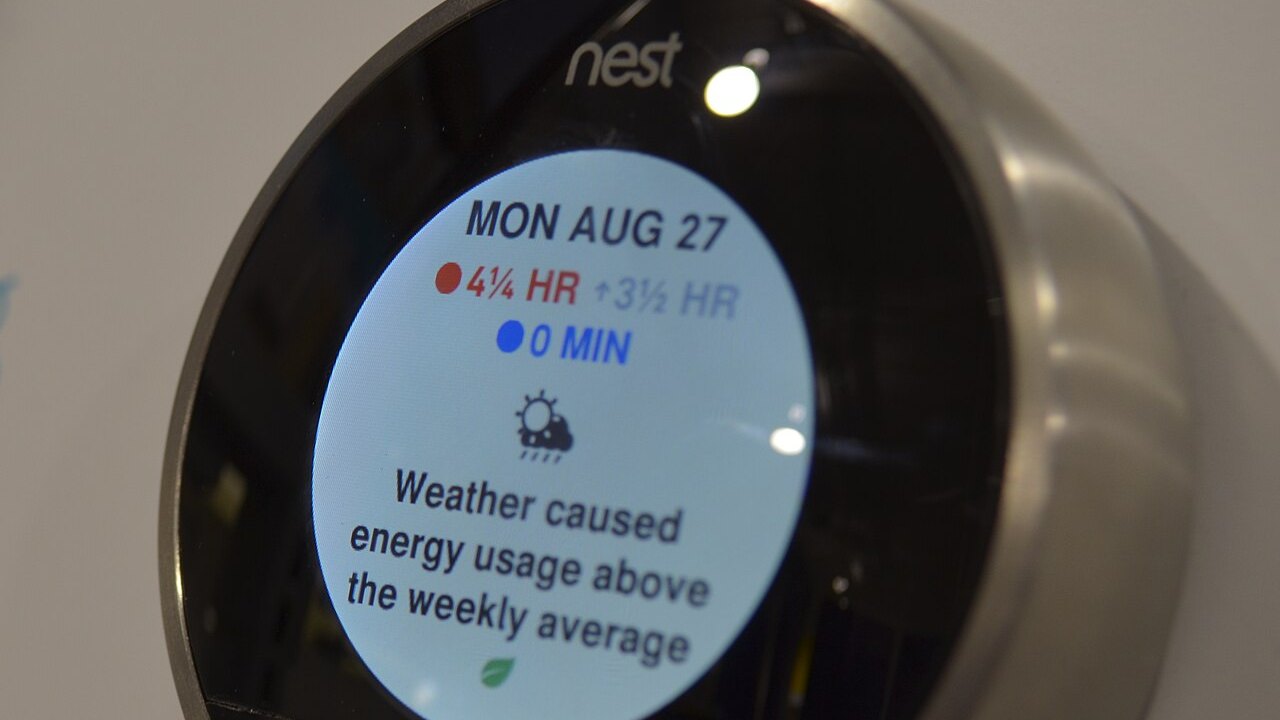 nest
MON AUG 27
4¼ HR ↑3½ HR
0 MIN
Weather caused
energy usage above
the weekly average